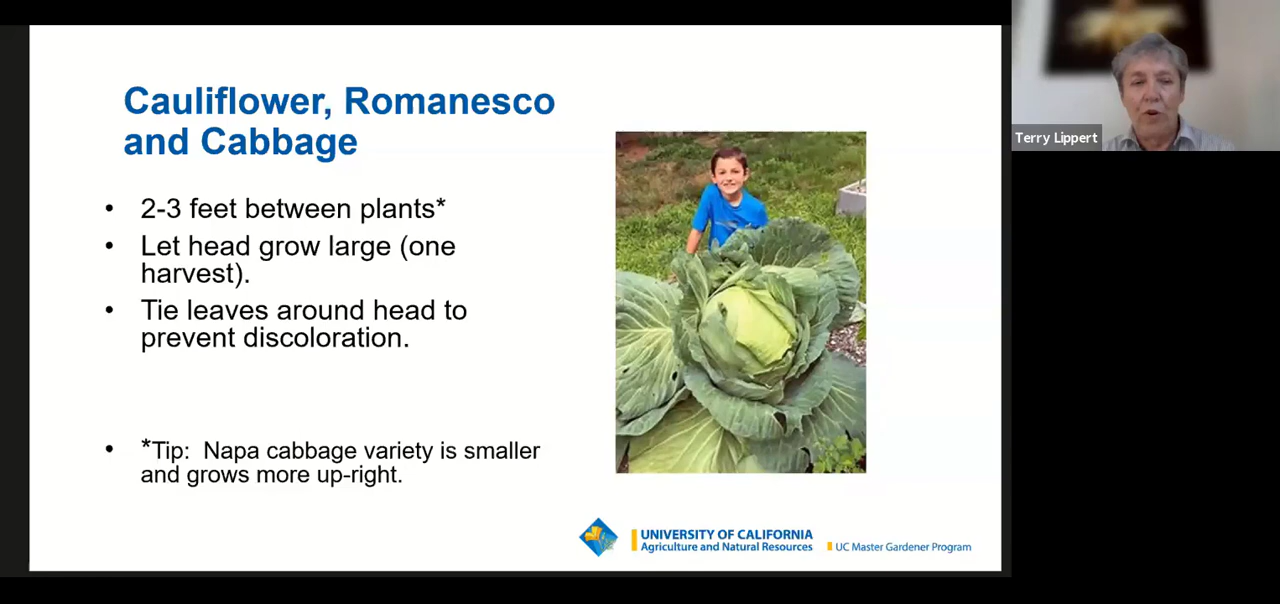 Cauliflower, Romanesco
and Cabbage
• 2-3 feet between plants*
• Let head grow large (one
harvest).
• Tie leaves around head to
prevent discoloration.
• *Tip: Napa cabbage variety is smaller
and grows more up-right.
UNIVERSITY OF CALIFORNIA
Agriculture and Natural Resources
UC Master Gardener Program
Terry Lippert